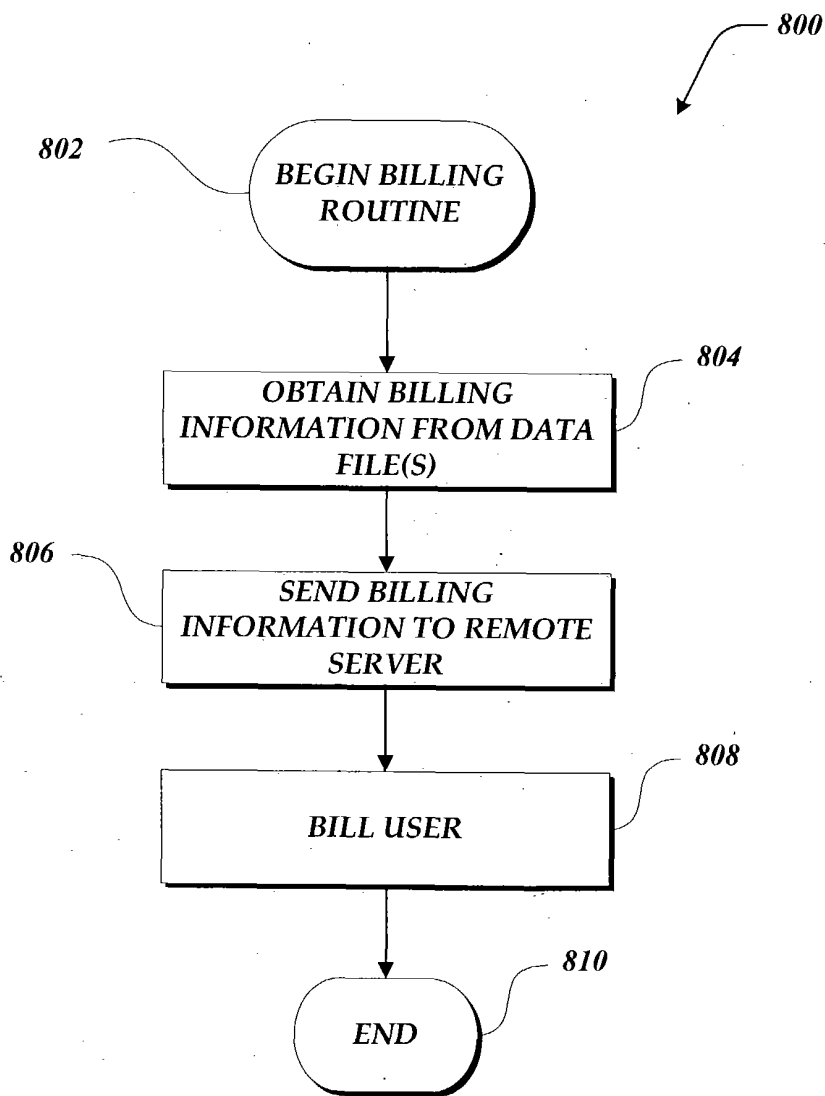 800
802
BEGIN BILLING
ROUTINE
804
OBTAIN BILLING
INFORMATION FROM DATA
FILE(S)
806
SEND BILLING
INFORMATION TO REMOTE
SERVER
808
BILL USER
810
END